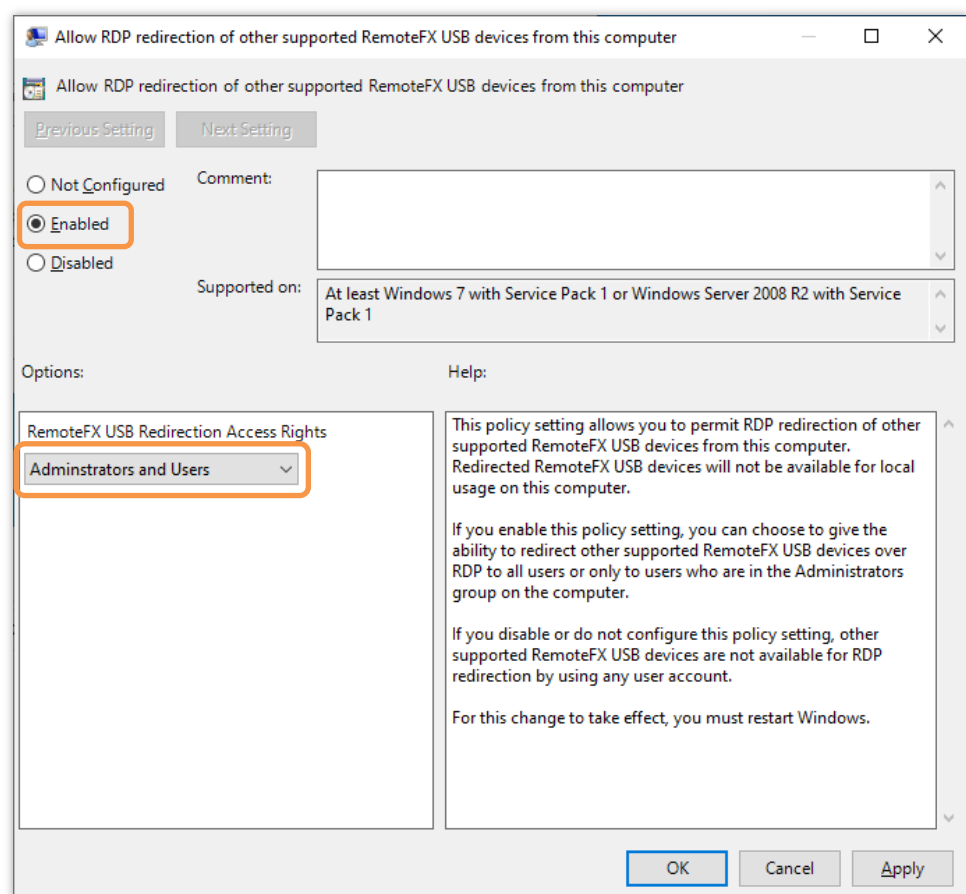 Allow RDP redirection of other supported RemoteFX USB devices from this computer
Allow RDP redirection of other supported RemoteFX USB devices from this computer
Previous Setting
Next Setting
Not Configured
Enabled
Disabled
Comment:
Supported on:
At least Windows 7 with Service Pack 1 or Windows Server 2008 R2 with Service
Pack 1
Options:
Help:
RemoteFX USB Redirection Access Rights
Adminstrators and Users
This policy setting allows you to permit RDP redirection of other
supported RemoteFX USB devices from this computer.
Redirected RemoteFX USB devices will not be available for local
usage on this computer.
If you enable this policy setting, you can choose to give the
ability to redirect other supported RemoteFX USB devices over
RDP to all users or only to users who are in the Administrators
group on the computer.
If you disable or do not configure this policy setting, other
supported RemoteFX USB devices are not available for RDP
redirection by using any user account.
For this change to take effect, you must restart Windows.
OK
Cancel
Apply